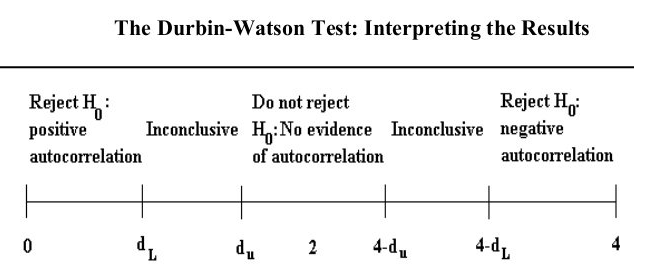 The Durbin-Watson Test: Interpreting the Results
Reject H0:
positive
autocorrelation
Inconclusive
Do not reject
H0:No evidence
of autocorrelation
Inconclusive
Reject H0:
negative
autocorrelation
0 dL du 2 4-du 4-dL 4